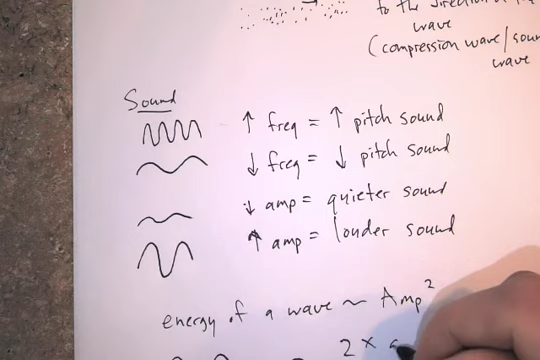 to the direction of
wave
(compression wave/sound
wave
Sound
↑ freq = ↑ pitch sound
↓ freq = ↓ pitch sound
↓ amp = quieter sound
↑ amp = louder sound
energy of a wave ~ Amp²
2 x